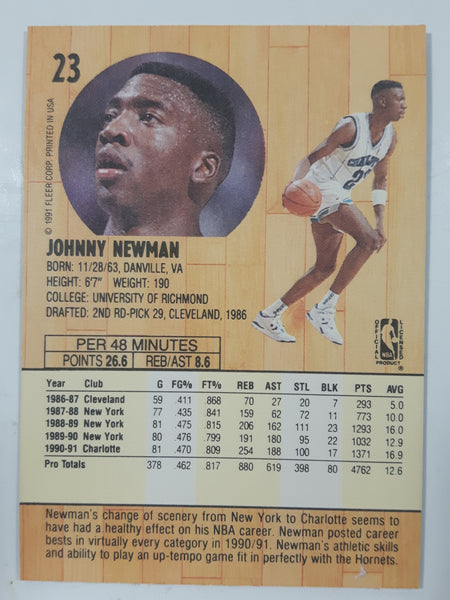 23
© 1991 FLEER CORP. PRINTED IN USA
CHARLOTTE
JOHNNY NEWMAN
BORN: 11/28/63, DANVILLE, VA
HEIGHT: 6'7" WEIGHT: 190
COLLEGE: UNIVERSITY OF RICHMOND
DRAFTED: 2ND RD-PICK 29, CLEVELAND, 1986
OFFICIAL LICENSED
NBA
PRODUCT ®
PER 48 MINUTES
POINTS 26.6 REB/AST 8.6
Year Club G FG% FT% REB AST STL BLK PTS AVG
1986-87 Cleveland 59 .411 .868 70 27 20 7 293 5.0
1987-88 New York 77 .435 .841 159 62 72 11 773 10.0
1988-89 New York 81 .475 .815 206 162 111 23 1293 16.0
1989-90 New York 80 .476 .799 191 180 95 22 1032 12.9
1990-91 Charlotte 81 .470 .809 254 188 100 17 1371 16.9
Pro Totals 378 .462 .817 880 619 398 80 4762 12.6
Newman's change of scenery from New York to Charlotte seems to
have had a healthy effect on his NBA career. Newman posted career
bests in virtually every category in 1990/91. Newman's athletic skills
and ability to play an up-tempo game fit in perfectly with the Hornets.